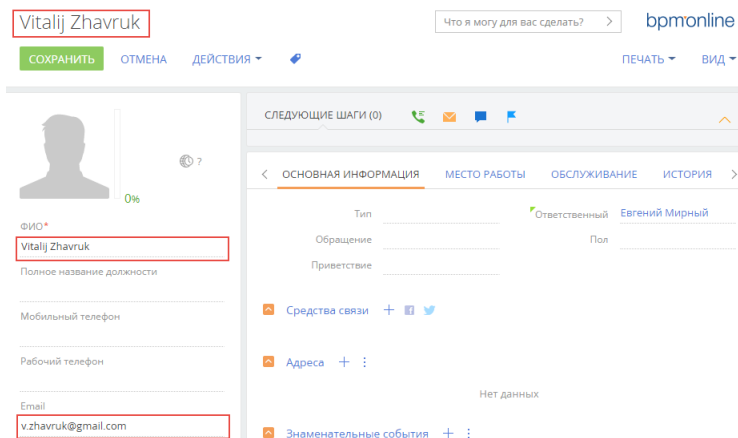 Vitalij Zhavruk
Что я могу для вас сделать? >
bpmonline
СОХРАНИТЬ ОТМЕНА ДЕЙСТВИЯ ПЕЧАТЬ ВИД
0%
?
ФИО*
Vitalij Zhavruk
Полное название должности
Мобильный телефон
Рабочий телефон
Email
v.zhavruk@gmail.com
СЛЕДУЮЩИЕ ШАГИ (0)
< ОСНОВНАЯ ИНФОРМАЦИЯ МЕСТО РАБОТЫ ОБСЛУЖИВАНИЕ ИСТОРИЯ >
Тип Ответственный Евгений Мирный
Обращение Пол
Приветствие
Средства связи +
Адреса +
Нет данных
Знаменательные события +